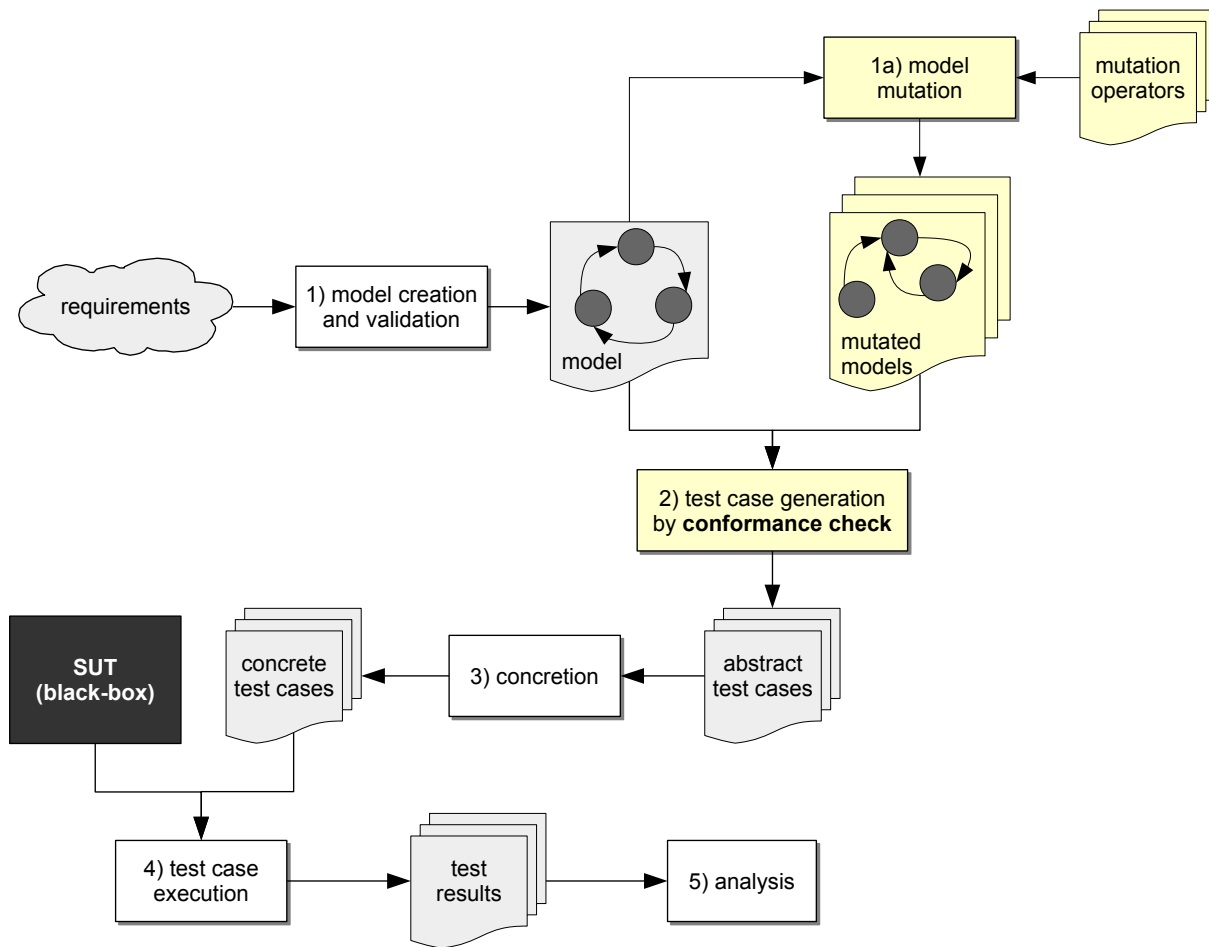 1a) model
mutation
mutation
operators
requirements
1) model creation
and validation
model
mutated
models
2) test case generation
by conformance check
SUT
(black-box)
concrete
test cases
3) concretion
abstract
test cases
4) test case
execution
test
results
5) analysis